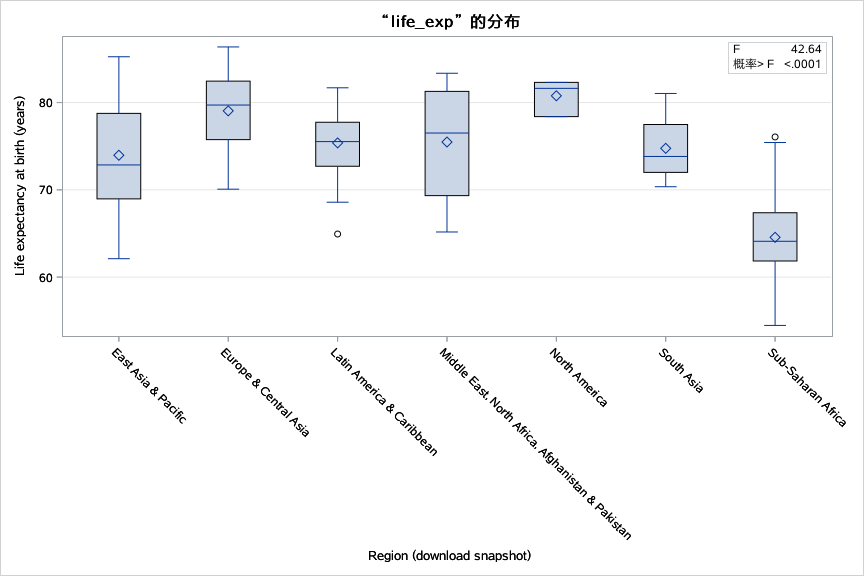 “life_exp”的分布
F 42.64
概率> F <.0001
Life expectancy at birth (years)
80
70
60
East Asia & Pacific
Europe & Central Asia
Latin America & Caribbean
Middle East, North Africa, Afghanistan & Pakistan
North America
South Asia
Sub-Saharan Africa
Region (download snapshot)